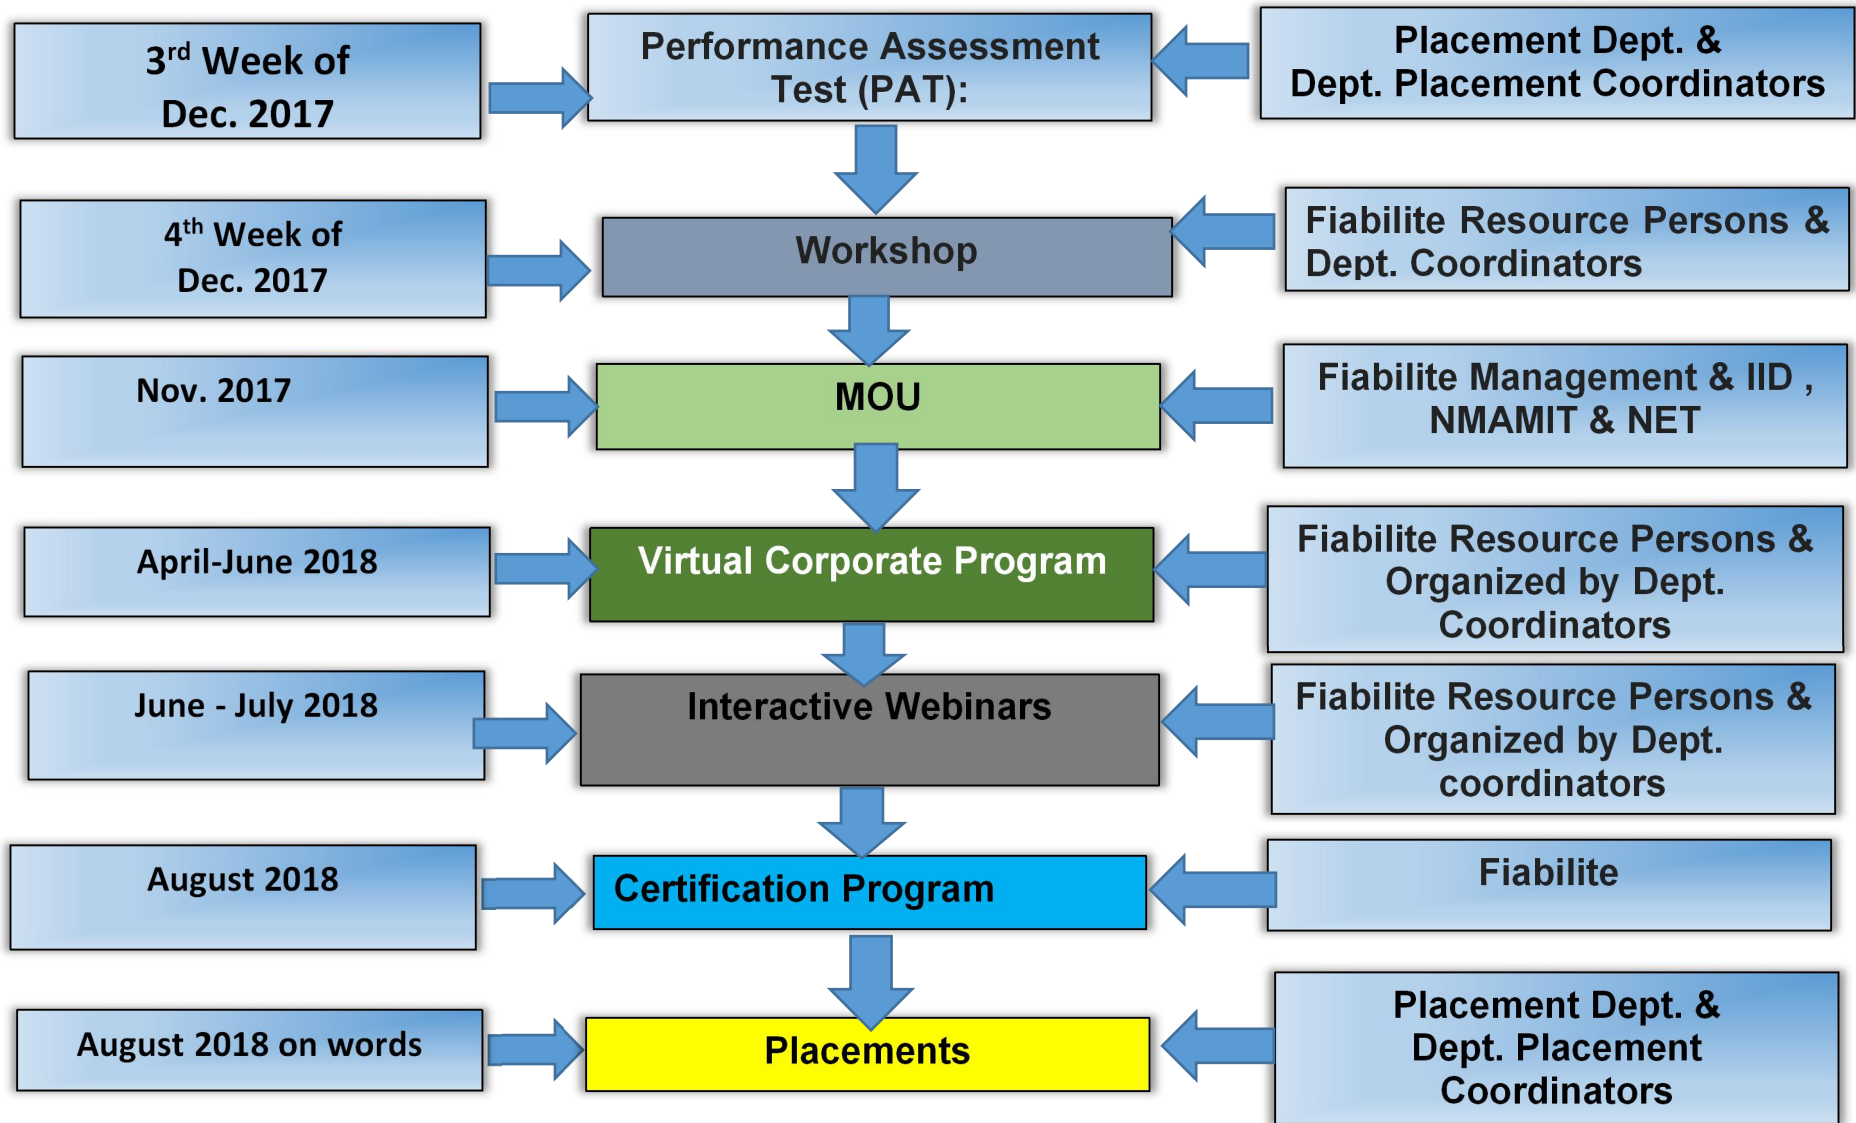 3rd Week of
Dec. 2017
Performance Assessment
Test (PAT):
Placement Dept. &
Dept. Placement Coordinators
4th Week of
Dec. 2017
Workshop
Fiabilite Resource Persons &
Dept. Coordinators
Nov. 2017
MOU
Fiabilite Management & IID ,
NMAMIT & NET
April-June 2018
Virtual Corporate Program
Fiabilite Resource Persons &
Organized by Dept.
Coordinators
June - July 2018
Interactive Webinars
Fiabilite Resource Persons &
Organized by Dept.
coordinators
August 2018
Certification Program
Fiabilite
August 2018 on words
Placements
Placement Dept. &
Dept. Placement
Coordinators